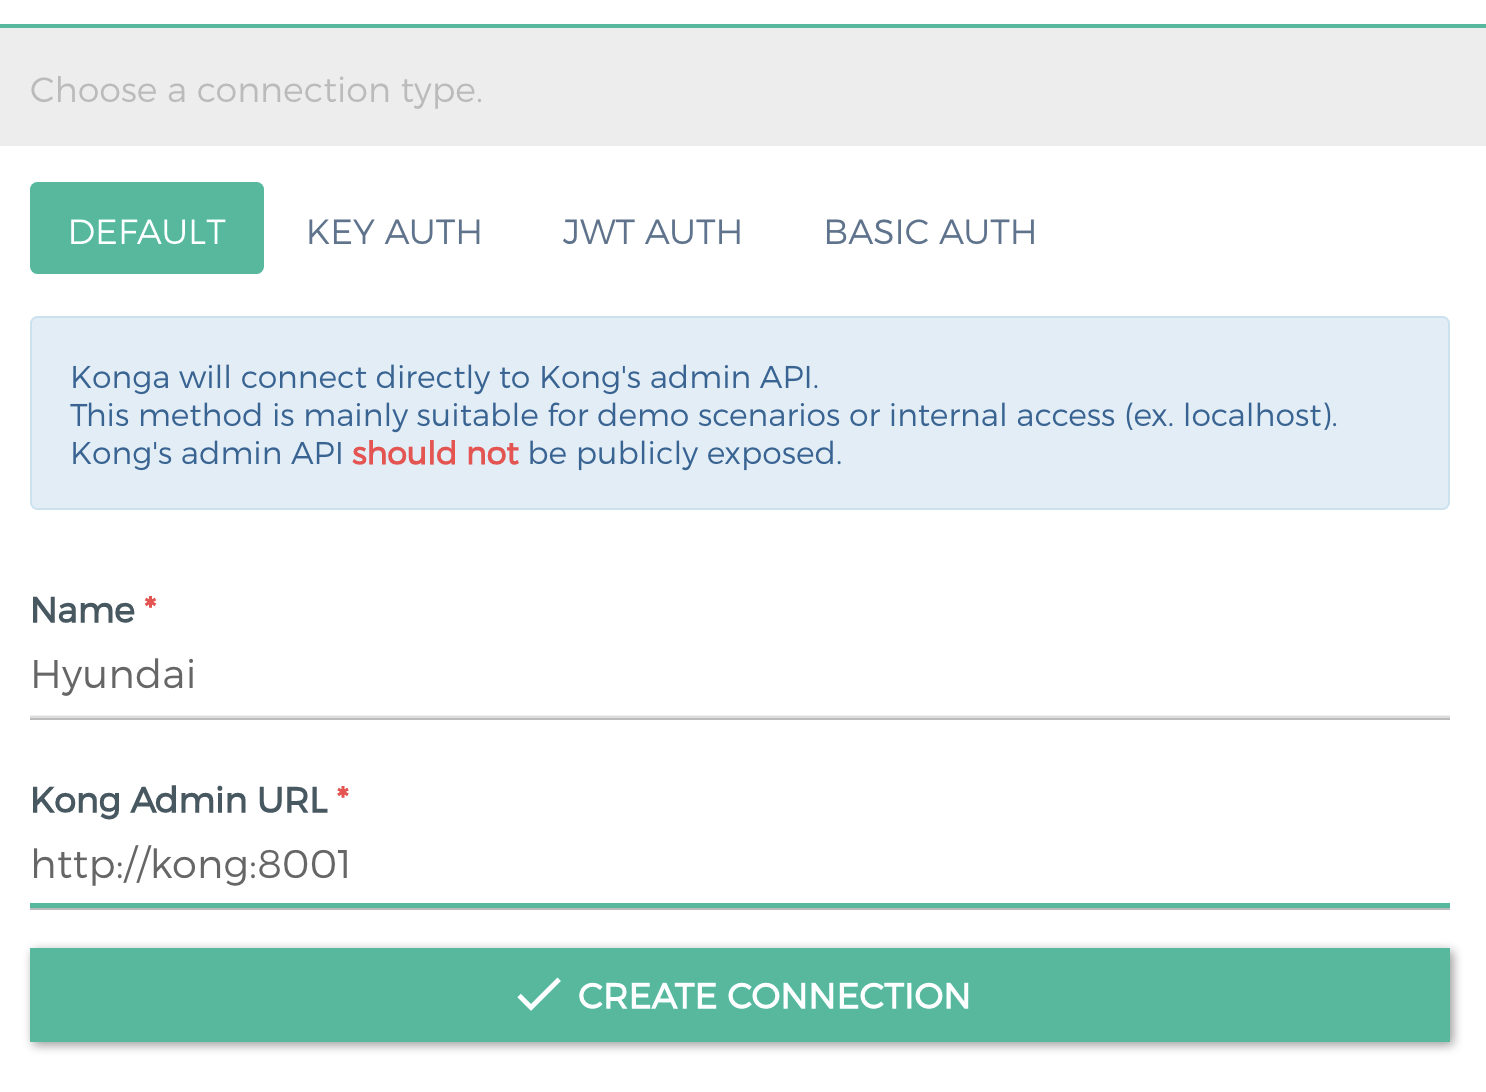 Choose a connection type.
DEFAULT KEY AUTH JWT AUTH BASIC AUTH
Konga will connect directly to Kong's admin API.
This method is mainly suitable for demo scenarios or internal access (ex. localhost).
Kong's admin API should not be publicly exposed.
Name *
Hyundai
Kong Admin URL *
http://kong:8001
CREATE CONNECTION